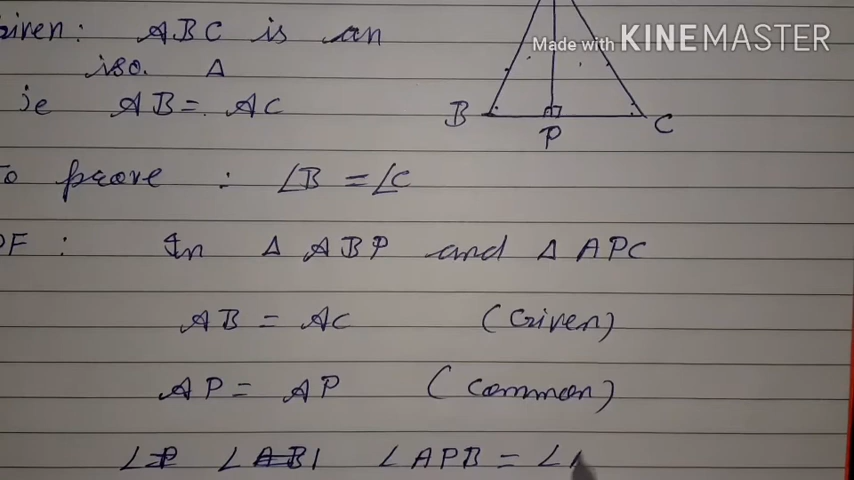 Given: ABC is an
iso. Δ
ie AB = AC
Made with KINEMASTER
B
P
C
To prove : ∠B = ∠C
OF : In Δ ABP and Δ APC
AB = AC (Given)
AP = AP (Common)
∠APB = ∠